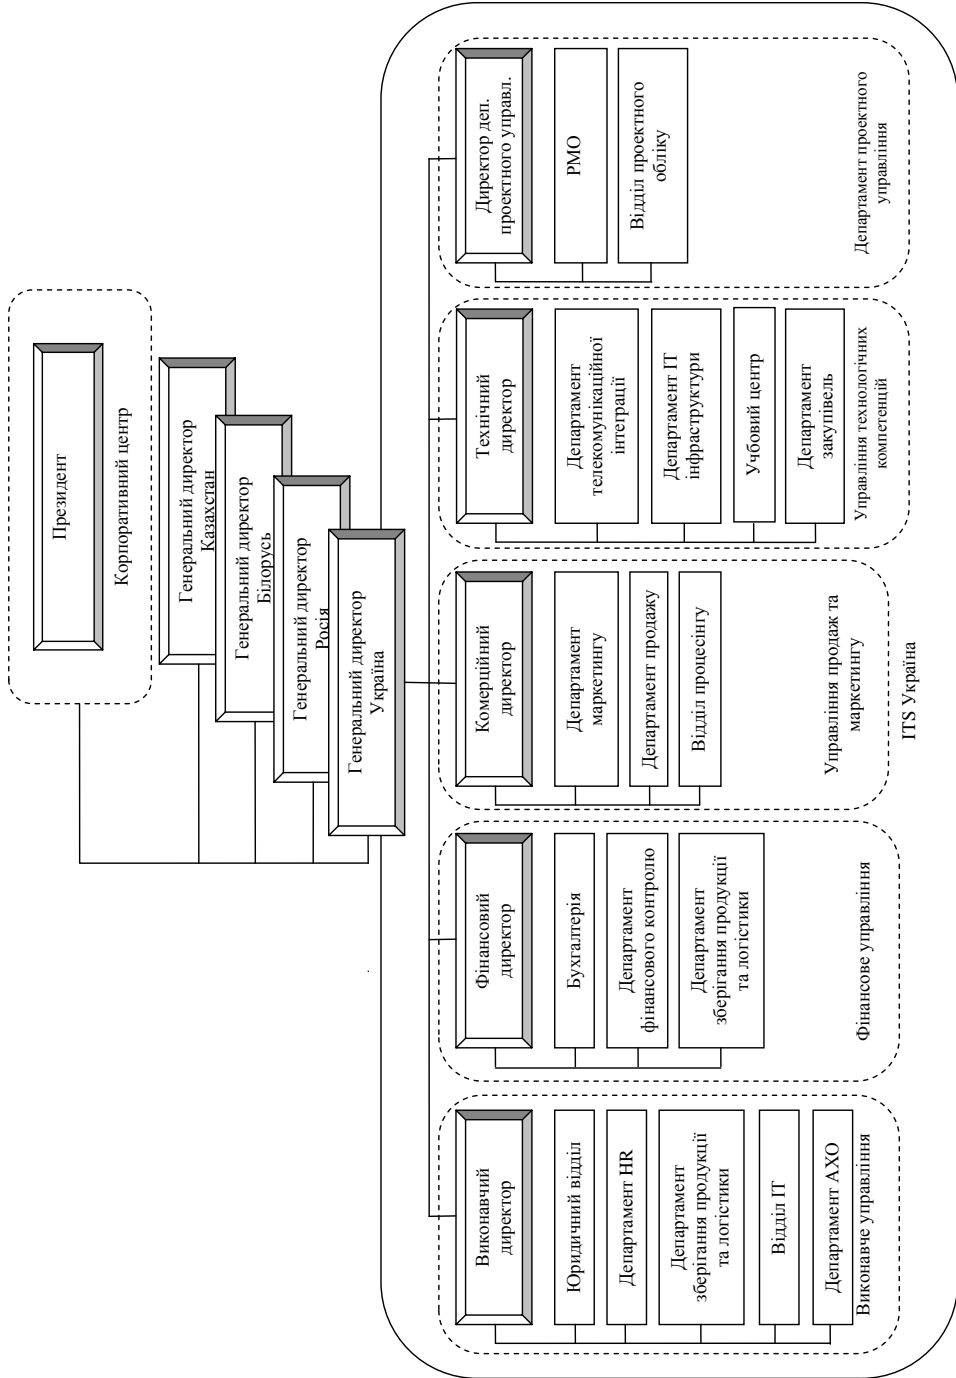 Президент
Корпоративний центр
Генеральний директор
Казахстан
Генеральний директор
Білорусь
Генеральний директор
Росія
Генеральний директор
Україна
Виконавчий
директор
Юридичний відділ
Департамент HR
Департамент
зберігання продукції
та логістики
Відділ ІТ
Департамент АХО
Виконавче управління
Фінансовий
директор
Бухгалтерія
Департамент
фінансового контролю
Департамент
зберігання продукції
та логістики
Фінансове управління
Комерційний
директор
Департамент
маркетингу
Департамент продажу
Відділ процесінгу
Управління продаж та
маркетингу
Технічний
директор
Департамент
телекомунікаційної
інтеграції
Департамент ІТ
інфраструктури
Учбовий центр
Департамент
закупівель
Управління технологічних
компетенцій
Директор деп.
проектного управл.
PMO
Відділ проектного
обліку
Департамент проектного
управління
ITS Україна